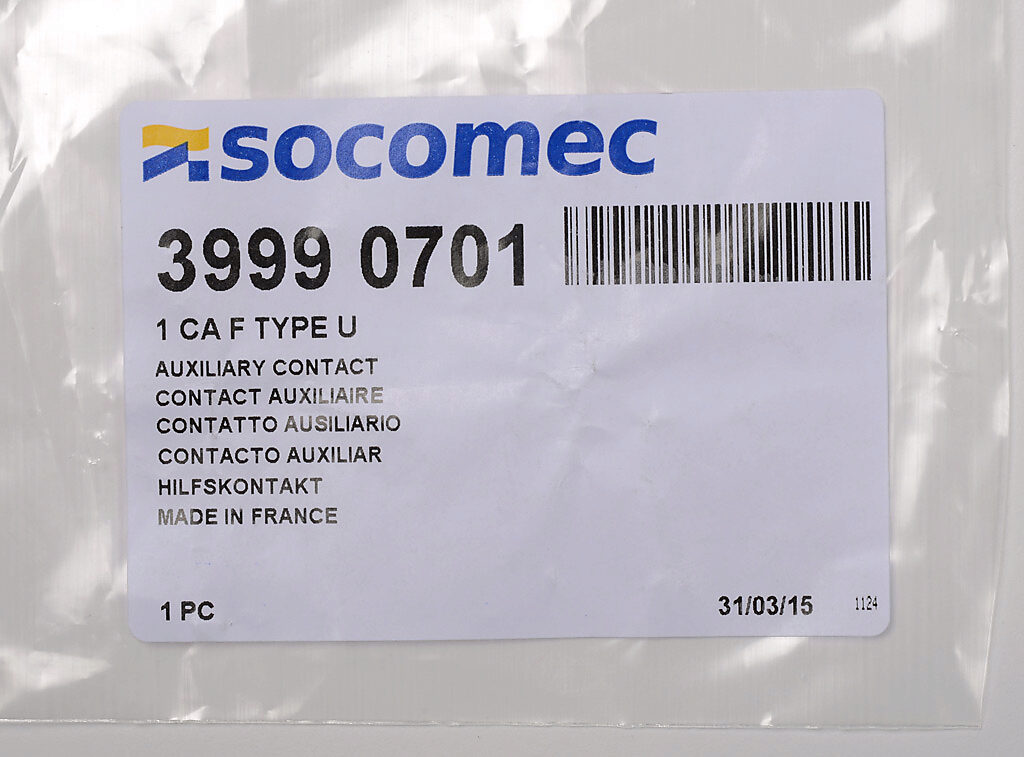 socomec
3999 0701
1 CA F TYPE U
AUXILIARY CONTACT
CONTACT AUXILIAIRE
CONTATTO AUSILIARIO
CONTACTO AUXILIAR
HILFSKONTAKT
MADE IN FRANCE
1 PC
31/03/15
1124